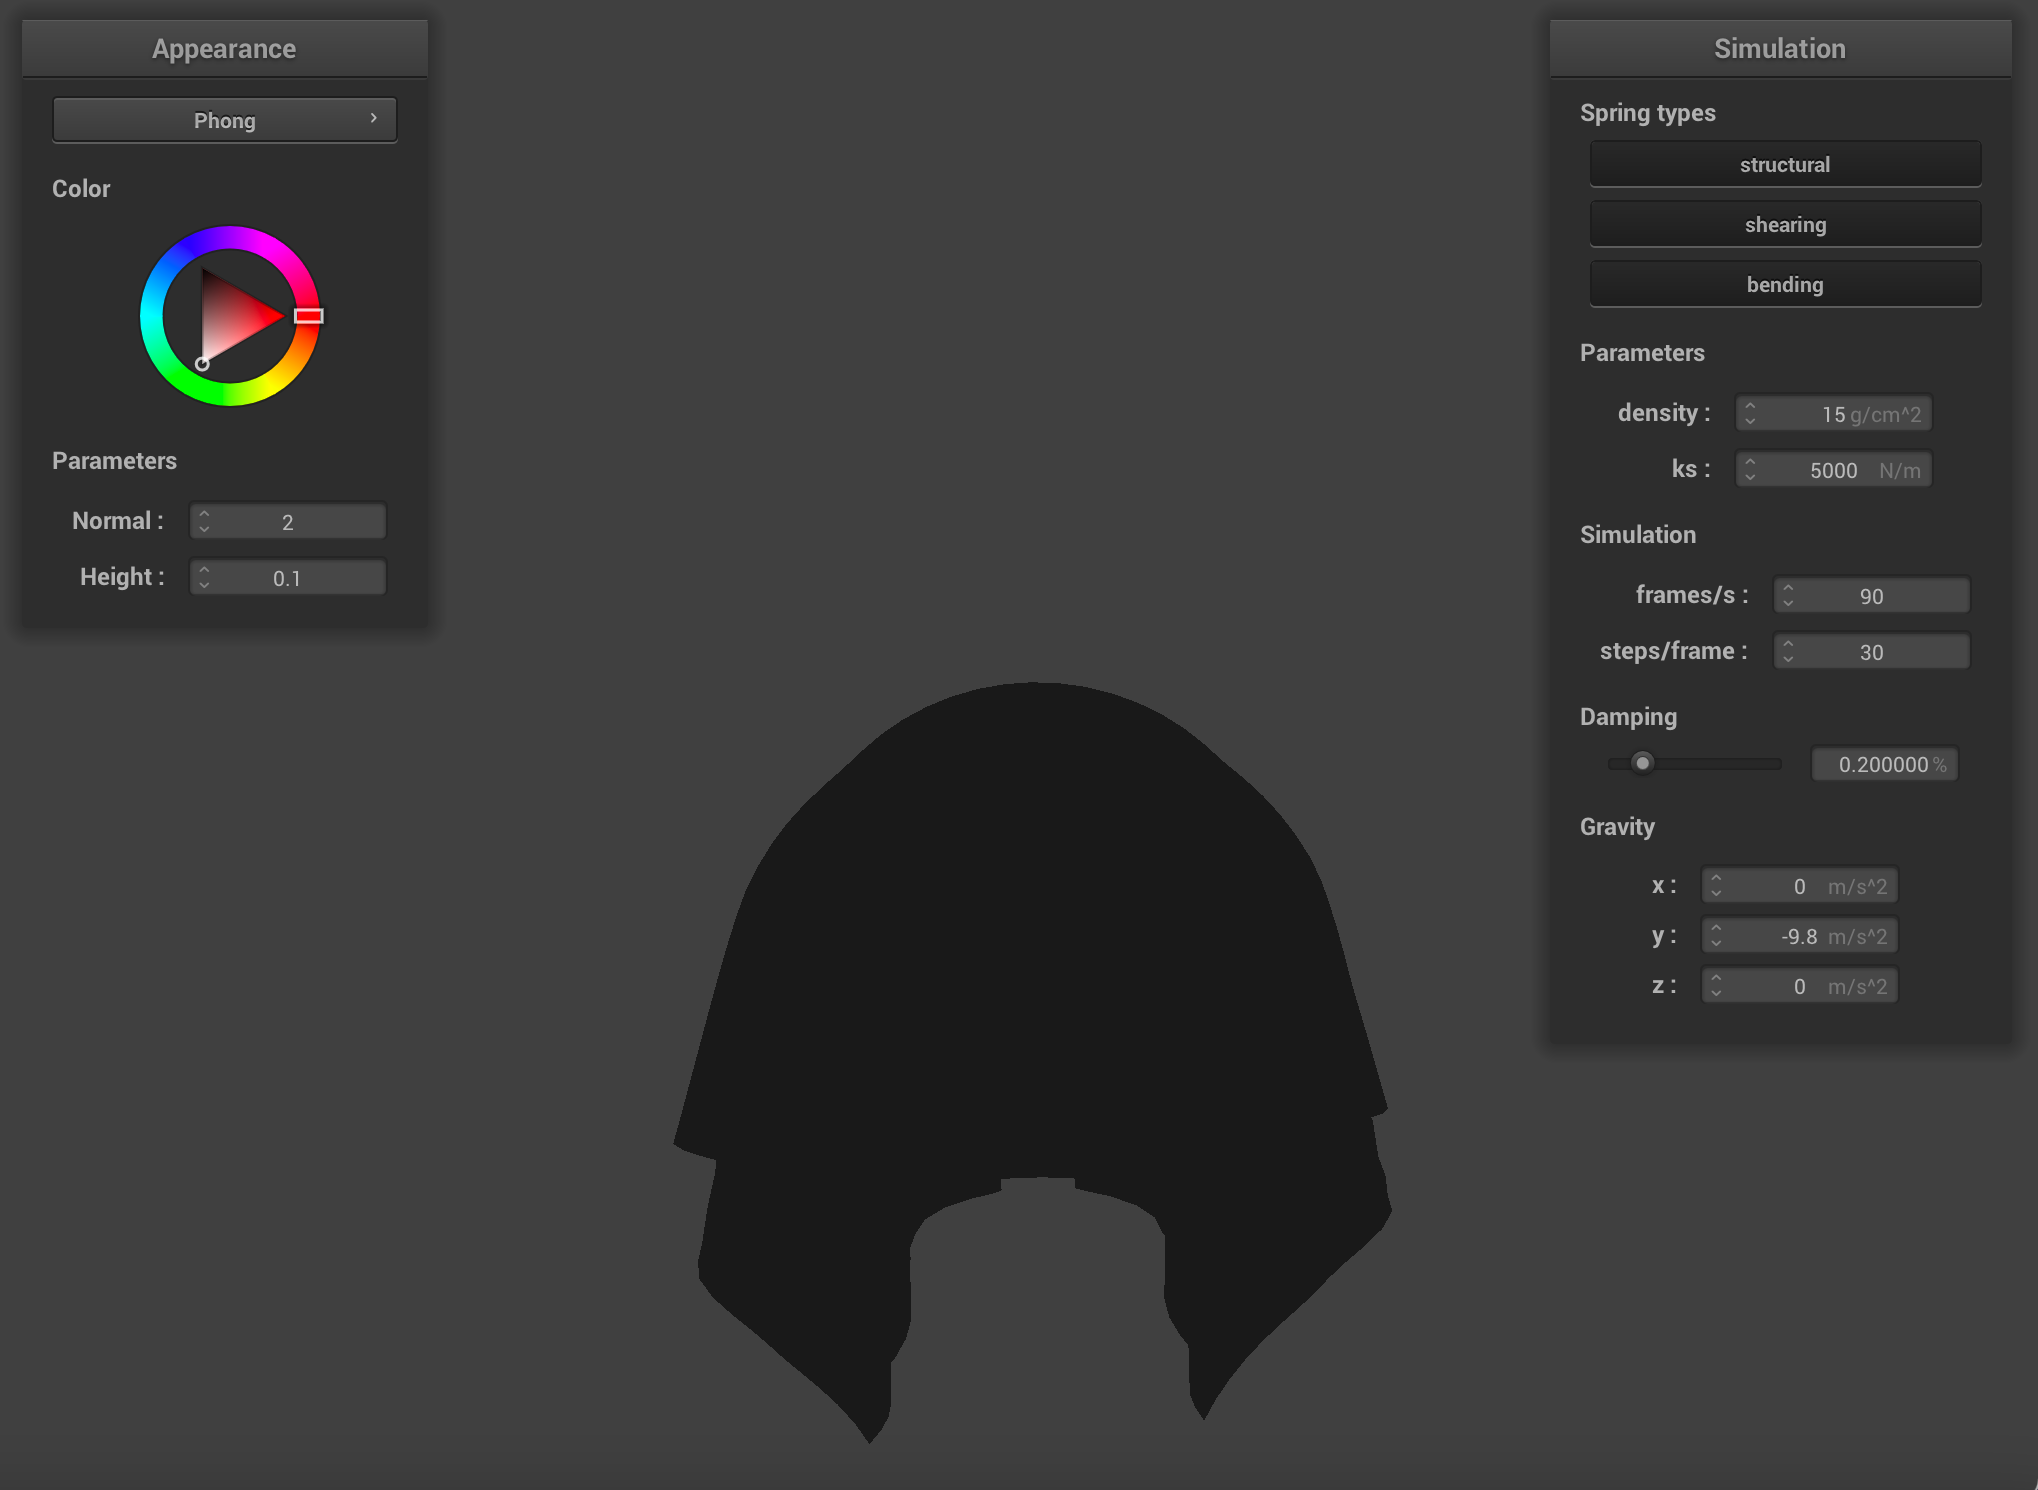 Appearance
Phong
Color
Parameters
Normal : 2
Height : 0.1
Simulation
Spring types
structural
shearing
bending
Parameters
density : 15 g/cm^2
ks : 5000 N/m
Simulation
frames/s : 90
steps/frame : 30
Damping
0.200000 %
Gravity
x : 0 m/s^2
y : -9.8 m/s^2
z : 0 m/s^2